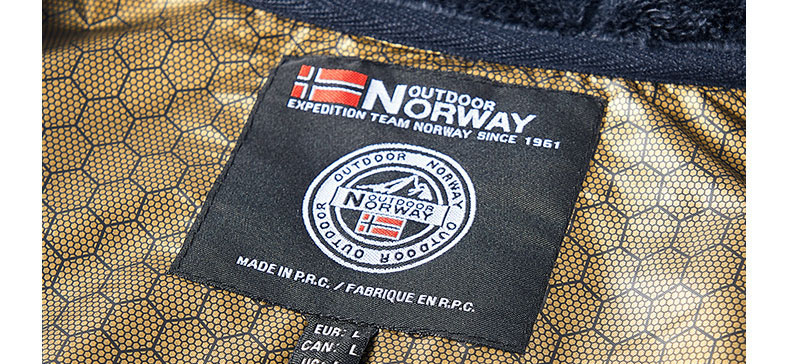 OUTDOOR
NORWAY
EXPEDITION TEAM NORWAY SINCE 1961
OUTDOOR NORWAY
OUTDOOR
NORWAY
OUTDOOR OUTDOOR
MADE IN P.R.C. / FABRIQUE EN R.P.C.
EUR: L
CAN: L